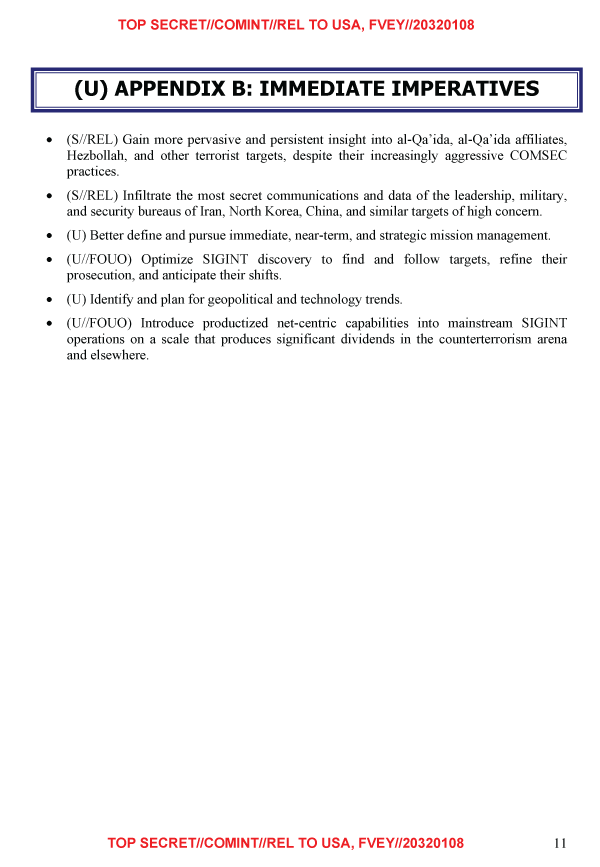 TOP SECRET//COMINT//REL TO USA, FVEY//20320108
(U) APPENDIX B: IMMEDIATE IMPERATIVES
• (S//REL) Gain more pervasive and persistent insight into al-Qa’ida, al-Qa’ida affiliates,
Hezbollah, and other terrorist targets, despite their increasingly aggressive COMSEC
practices.
• (S//REL) Infiltrate the most secret communications and data of the leadership, military,
and security bureaus of Iran, North Korea, China, and similar targets of high concern.
• (U) Better define and pursue immediate, near-term, and strategic mission management.
• (U//FOUO) Optimize SIGINT discovery to find and follow targets, refine their
prosecution, and anticipate their shifts.
• (U) Identify and plan for geopolitical and technology trends.
• (U//FOUO) Introduce productized net-centric capabilities into mainstream SIGINT
operations on a scale that produces significant dividends in the counterterrorism arena
and elsewhere.
TOP SECRET//COMINT//REL TO USA, FVEY//20320108 11